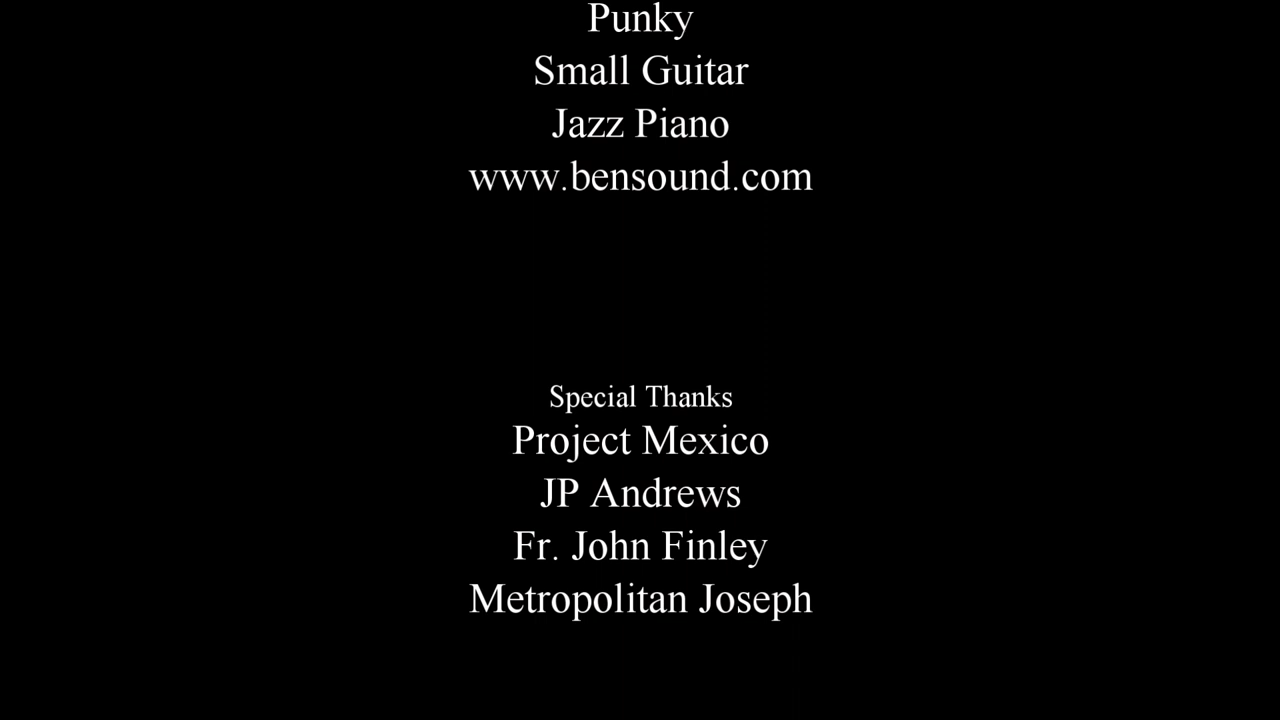 Punky
Small Guitar
Jazz Piano
www.bensound.com
Special Thanks
Project Mexico
JP Andrews
Fr. John Finley
Metropolitan Joseph